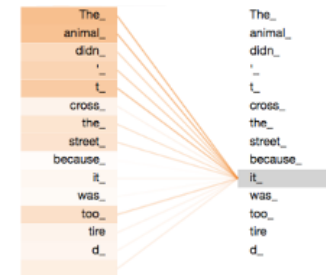 The_ The_
animal_ animal_
didn_ didn_
'_ '_
t_ t_
cross_ cross_
the_ the_
street_ street_
because_ because_
it_ it_
was_ was_
too_ too_
tire tire
d_ d_